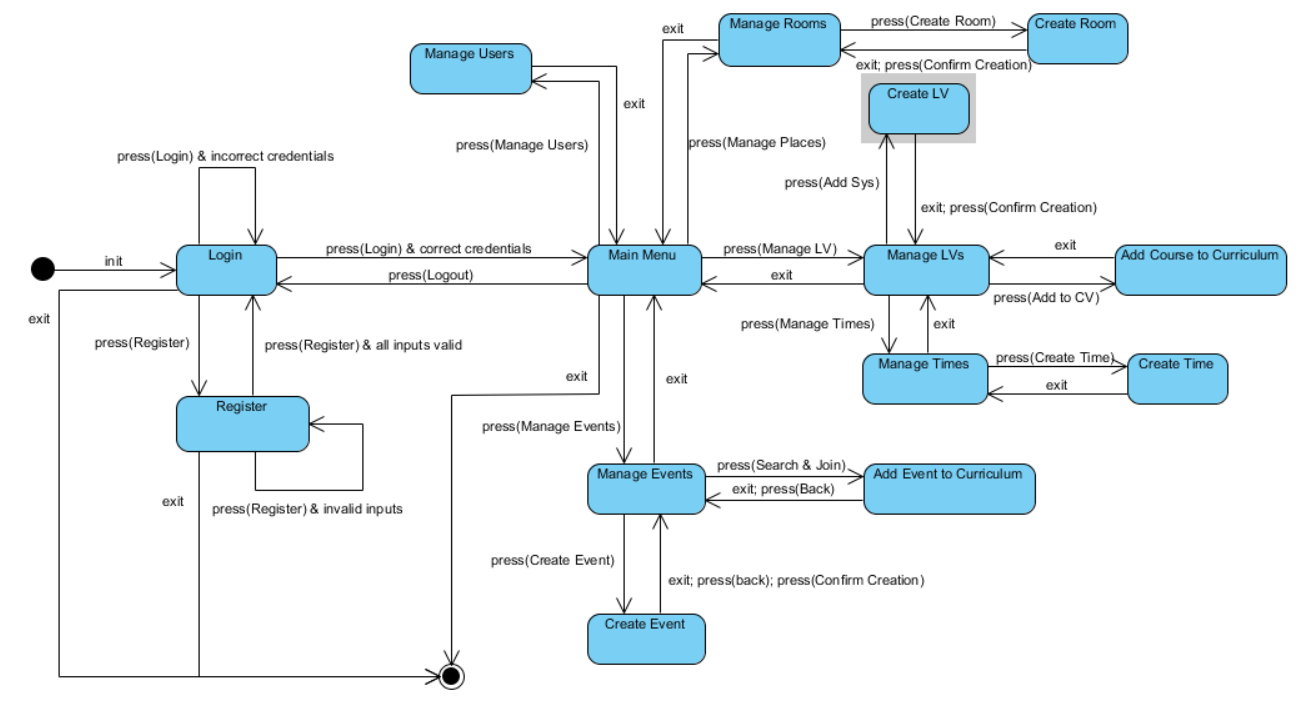 Manage Rooms
press(Create Room)
Create Room
exit
exit; press(Confirm Creation)
Manage Users
exit
press(Manage Users)
press(Manage Places)
Create LV
press(Add Sys)
exit; press(Confirm Creation)
press(Login) & incorrect credentials
init
Login
press(Login) & correct credentials
press(Logout)
Main Menu
press(Manage LV)
exit
Manage LVs
exit
Add Course to Curriculum
press(Add to CV)
exit
press(Register)
press(Register) & all inputs valid
press(Manage Times)
exit
Manage Times
press(Create Time)
exit
Create Time
exit
exit
Register
press(Manage Events)
exit
press(Register) & invalid inputs
Manage Events
press(Search & Join)
exit; press(Back)
Add Event to Curriculum
press(Create Event)
exit; press(back); press(Confirm Creation)
Create Event